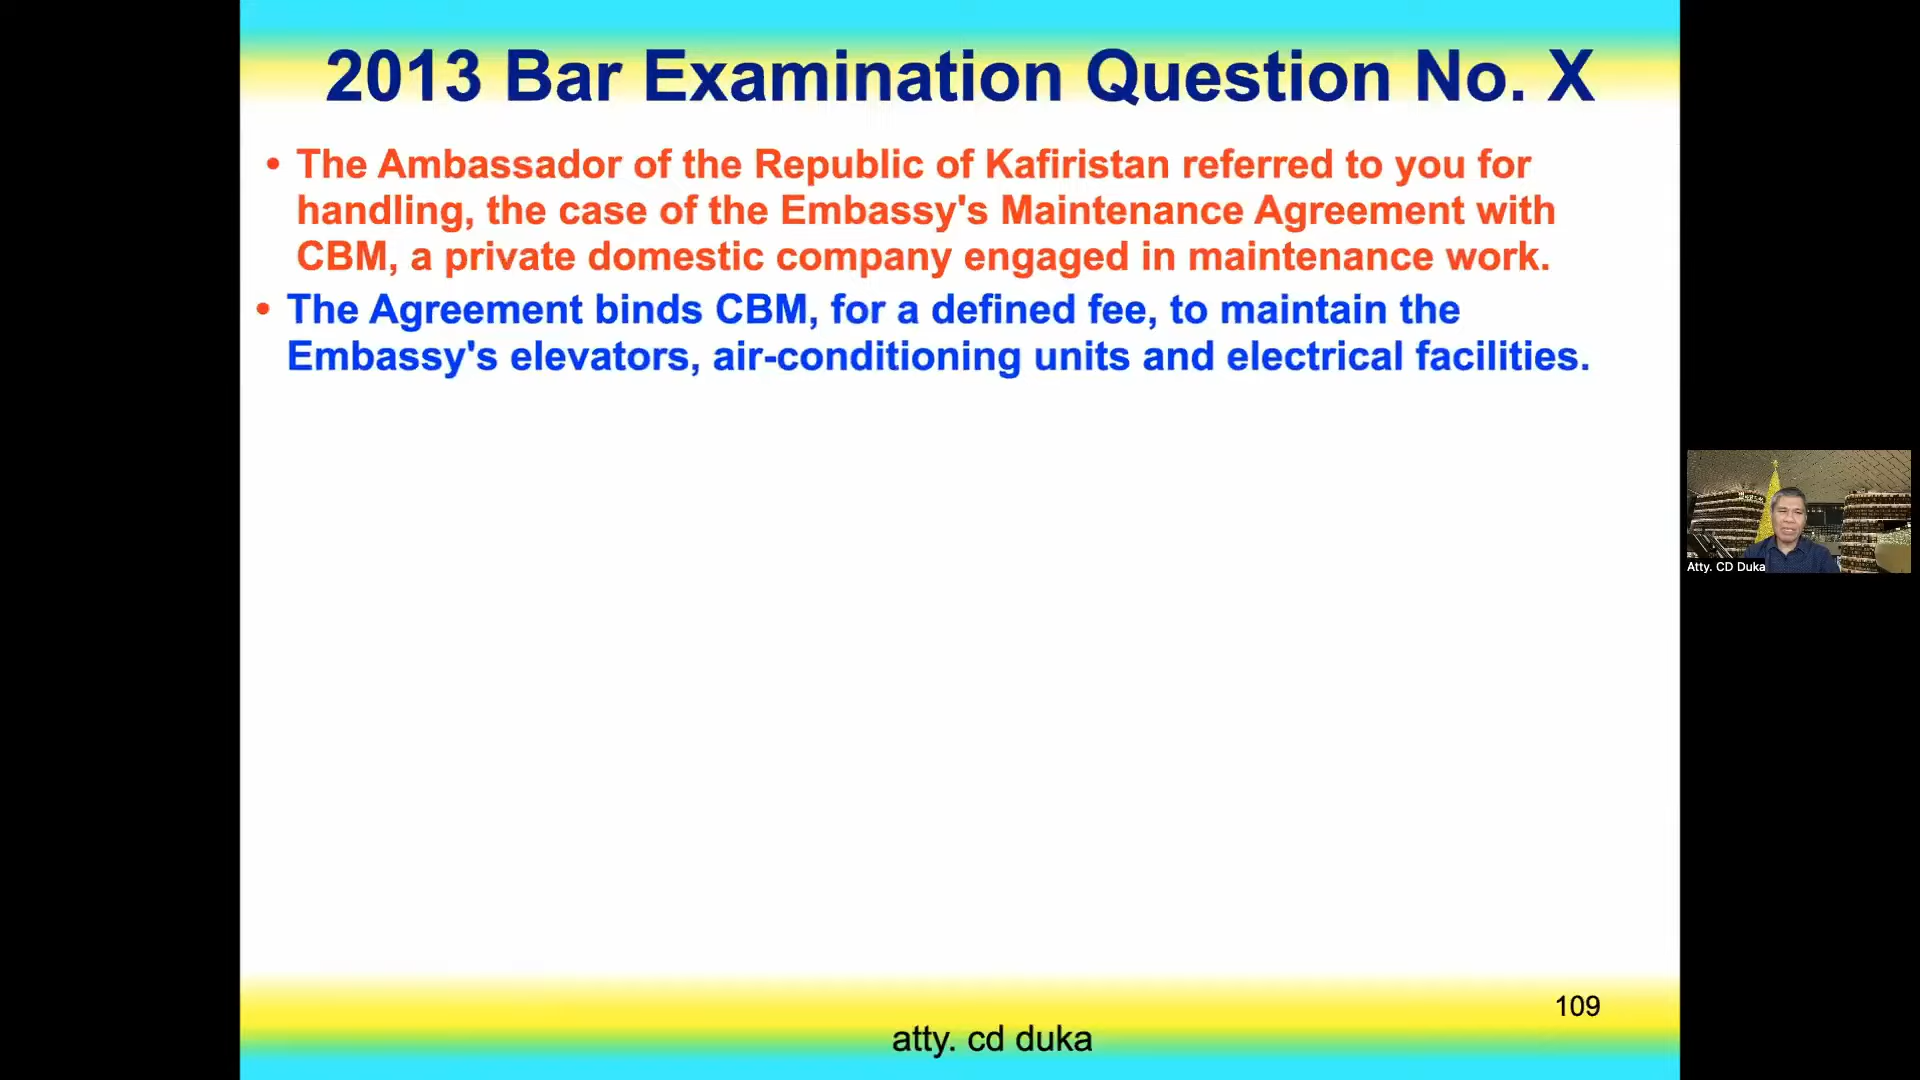 2013 Bar Examination Question No. X
• The Ambassador of the Republic of Kafiristan referred to you for
handling, the case of the Embassy's Maintenance Agreement with
CBM, a private domestic company engaged in maintenance work.
• The Agreement binds CBM, for a defined fee, to maintain the
Embassy's elevators, air-conditioning units and electrical facilities.
Atty. CD Duka
109
atty. cd duka